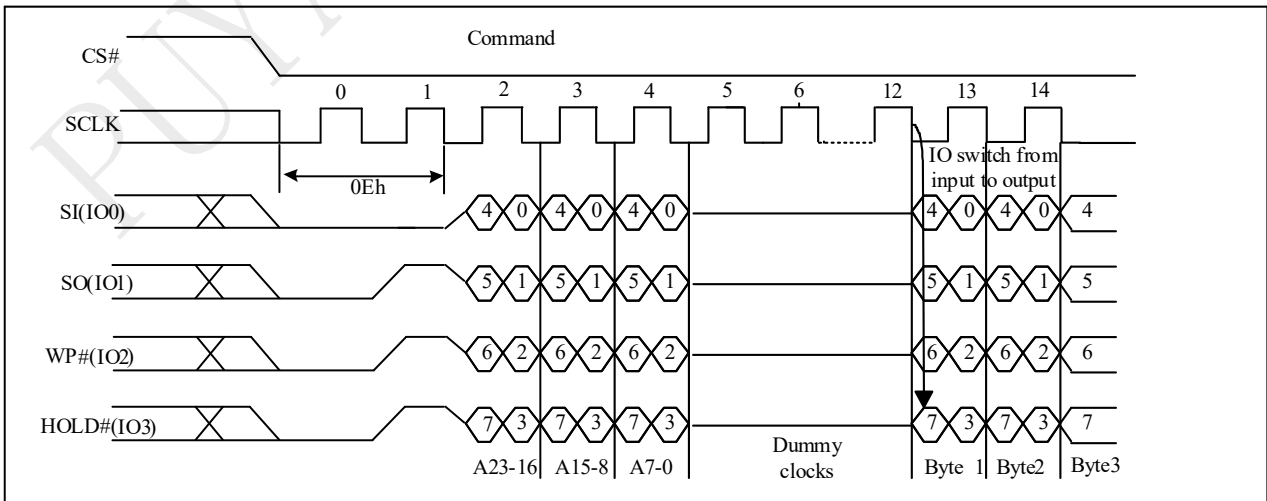 PUYA
Command
CS#
0 1 2 3 4 5 6 12 13 14
SCLK
IO switch from
input to output
0Eh
SI(IO0) 4 0 4 0 4 0 4 0 4 0 4
SO(IO1) 5 1 5 1 5 1 5 1 5 1 5
WP#(IO2) 6 2 6 2 6 2 6 2 6 2 6
HOLD#(IO3) 7 3 7 3 7 3 7 3 7 3 7
A23-16 A15-8 A7-0
Dummy
clocks
Byte 1 Byte2 Byte3